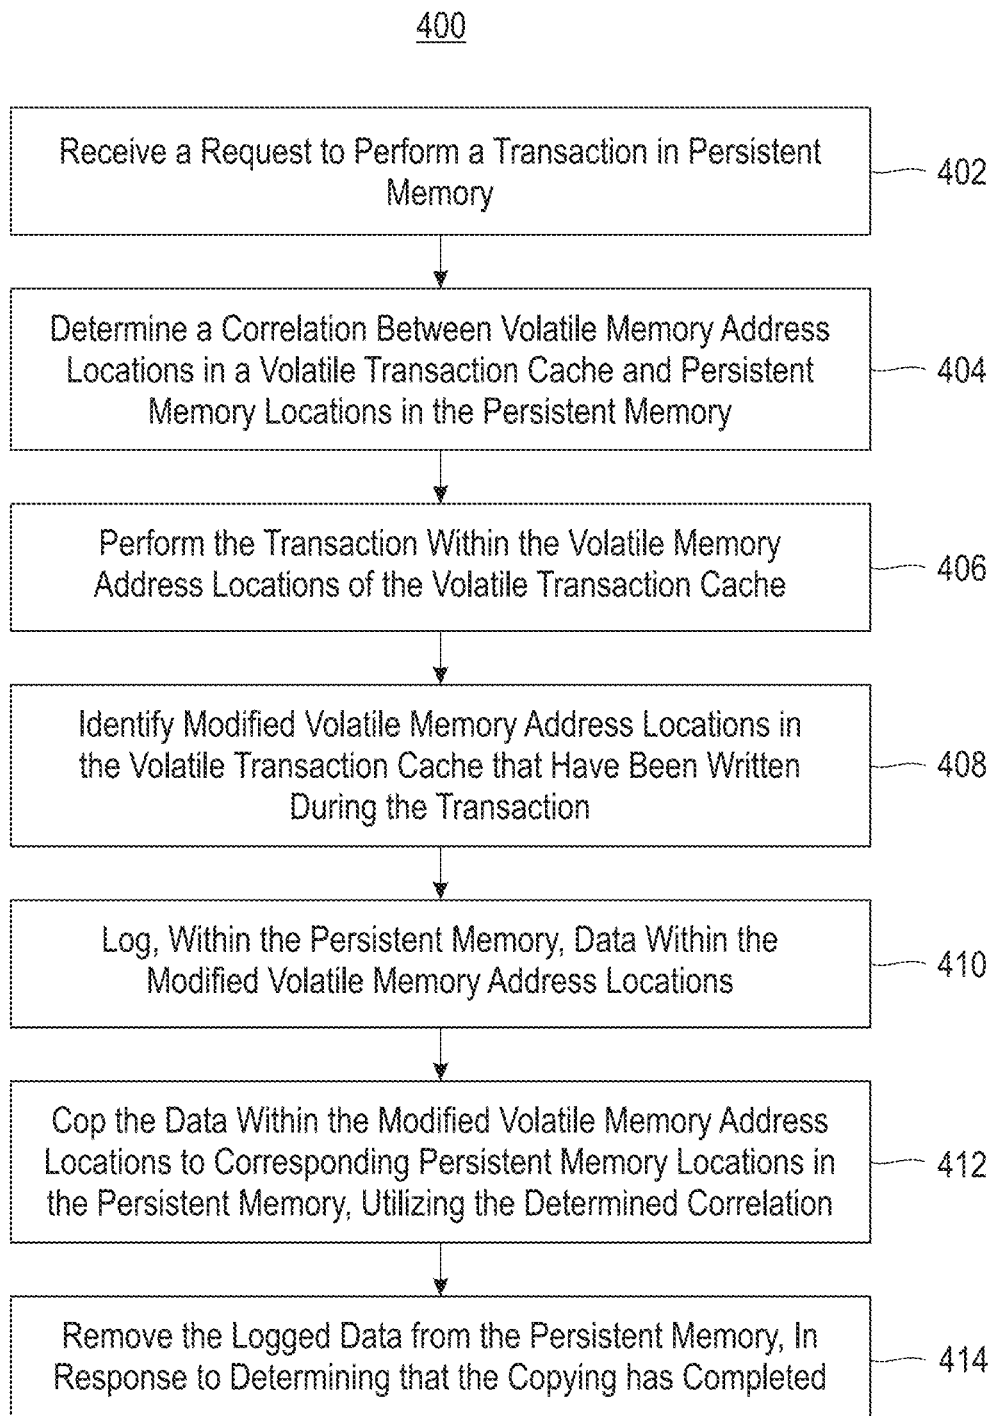 400
Receive a Request to Perform a Transaction in Persistent
Memory
402
Determine a Correlation Between Volatile Memory Address
Locations in a Volatile Transaction Cache and Persistent
Memory Locations in the Persistent Memory
404
Perform the Transaction Within the Volatile Memory
Address Locations of the Volatile Transaction Cache
406
Identify Modified Volatile Memory Address Locations in
the Volatile Transaction Cache that Have Been Written
During the Transaction
408
Log, Within the Persistent Memory, Data Within the
Modified Volatile Memory Address Locations
410
Cop the Data Within the Modified Volatile Memory Address
Locations to Corresponding Persistent Memory Locations in
the Persistent Memory, Utilizing the Determined Correlation
412
Remove the Logged Data from the Persistent Memory, In
Response to Determining that the Copying has Completed
414